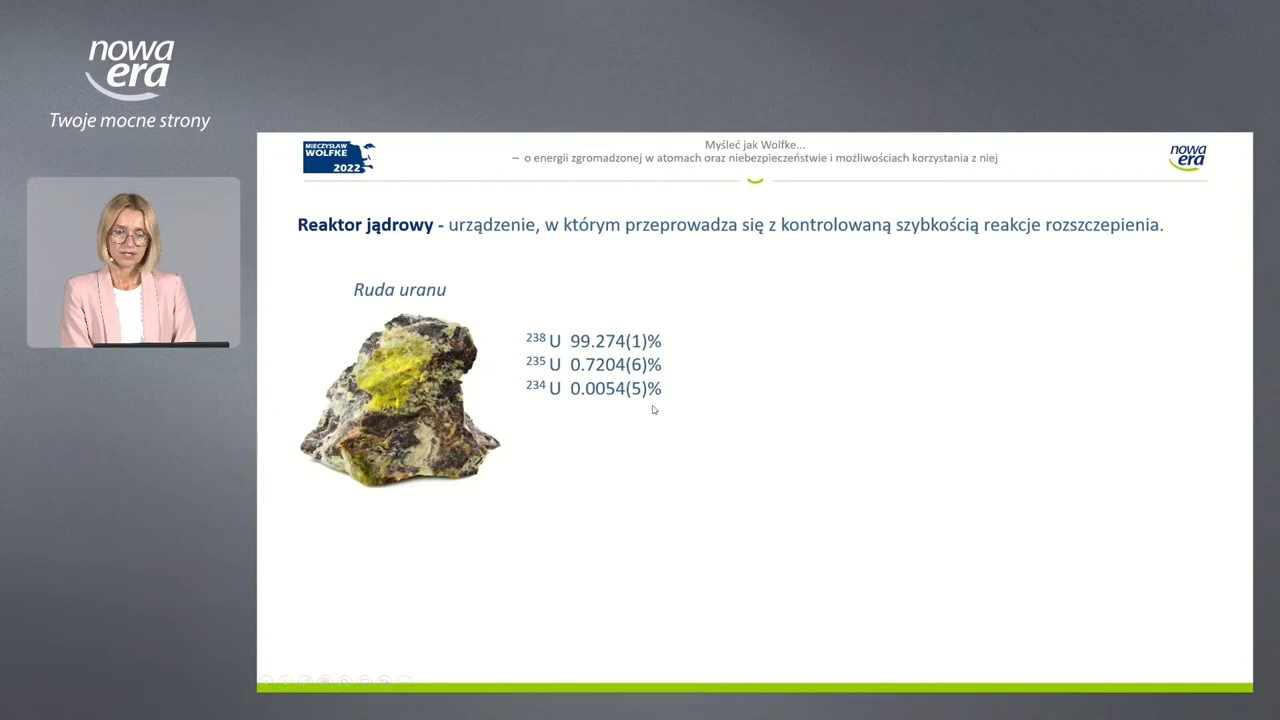 nowa
era
Twoje mocne strony
MIECZYSŁAW
WOLFKE
2022
Myśleć jak Wolfke...
– o energii zgromadzonej w atomach oraz niebezpieczeństwie i możliwościach korzystania z niej
nowa
era
Reaktor jądrowy - urządzenie, w którym przeprowadza się z kontrolowaną szybkością reakcje rozszczepienia.
Ruda uranu
²³⁸U 99.274(1)%
²³⁵U 0.7204(6)%
²³⁴U 0.0054(5)%